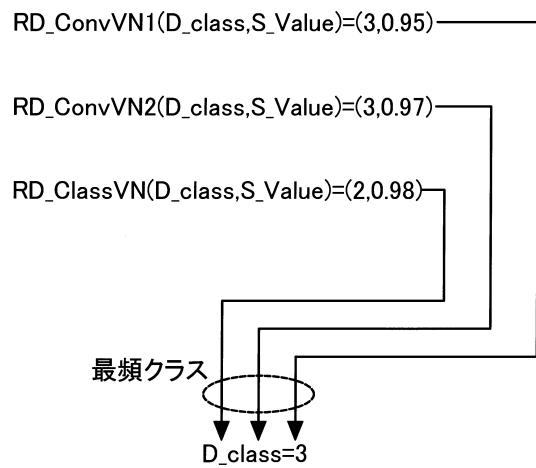 RD_ConvVN1(D_class,S_Value)=(3,0.95)
RD_ConvVN2(D_class,S_Value)=(3,0.97)
RD_ClassVN(D_class,S_Value)=(2,0.98)
最頻クラス
D_class=3